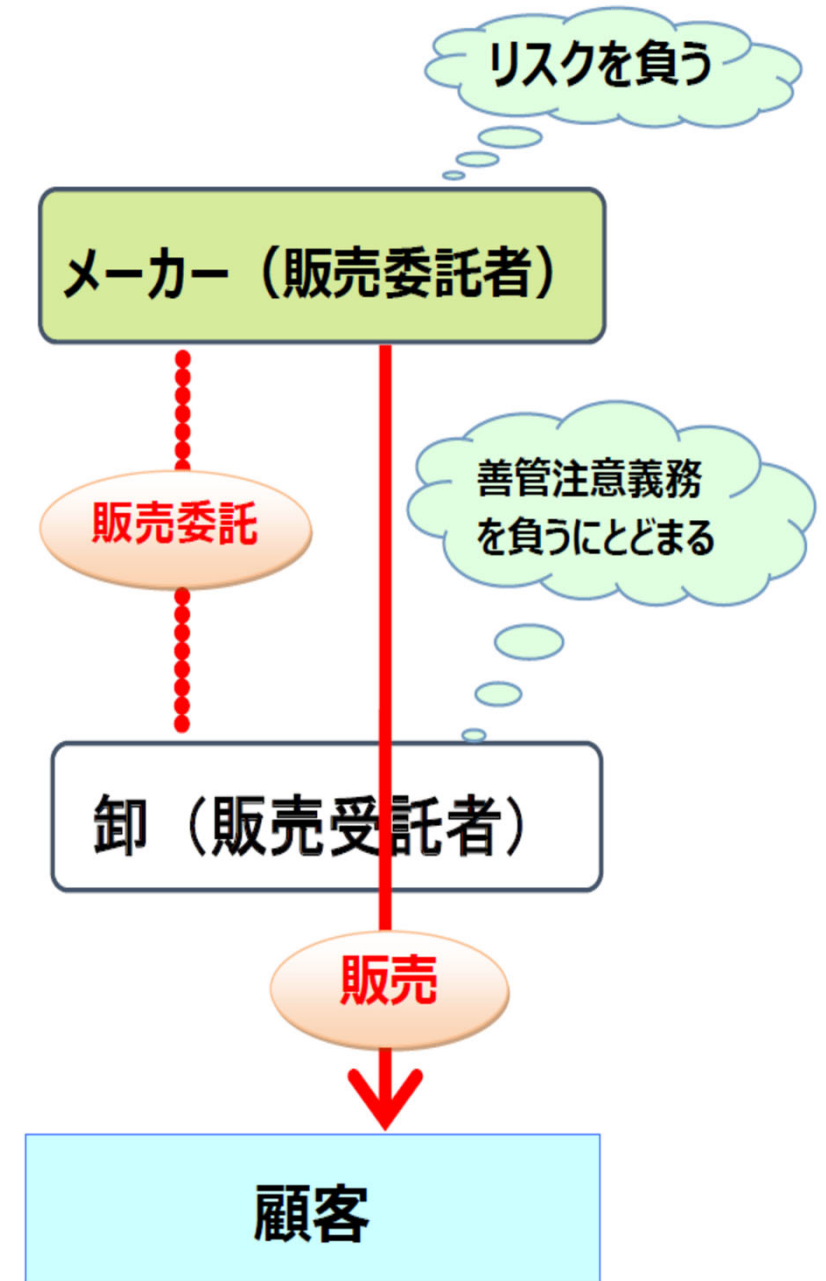 リスクを負う
メーカー（販売委託者）
販売委託
善管注意義務
を負うにとどまる
卸（販売受託者）
販売
顧客